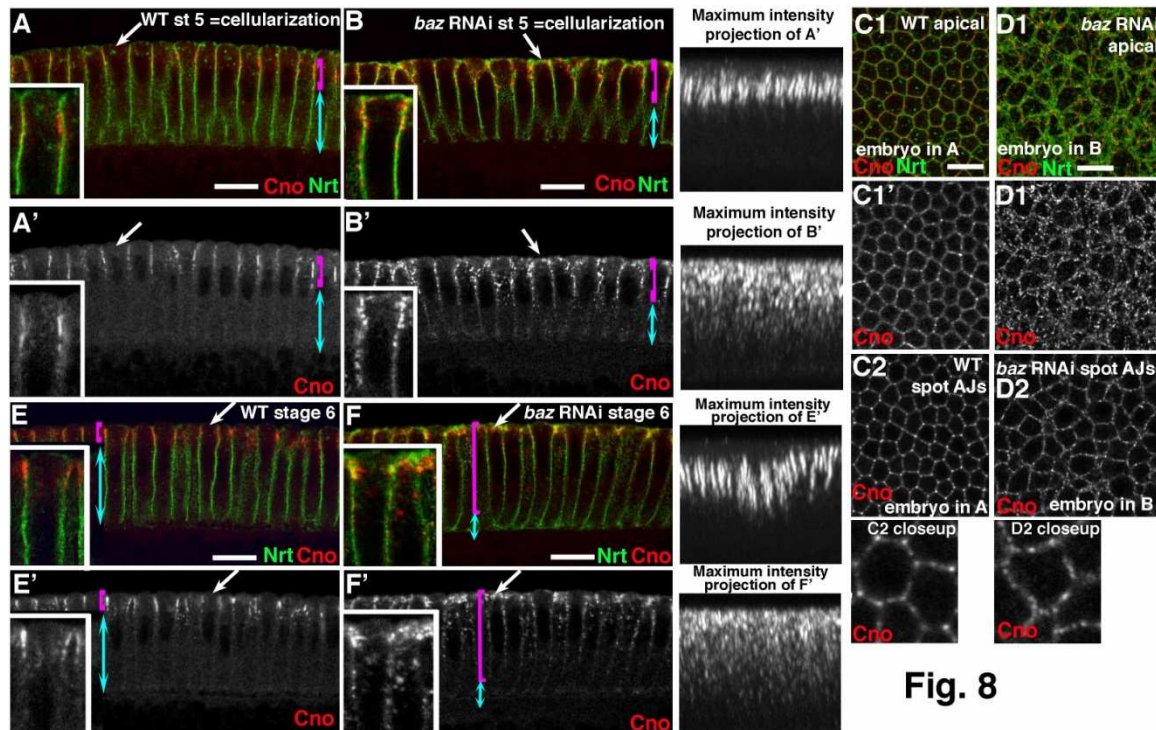 A
WT st 5 =cellularization
Cno Nrt
B
baz RNAi st 5 =cellularization
Cno Nrt
Maximum intensity
projection of A'
C1
WT apical
embryo in A
Cno Nrt
D1
baz RNAi
apical
embryo in B
Cno Nrt
A'
Cno
B'
Cno
Maximum intensity
projection of B'
C1'
Cno
D1'
Cno
E
WT stage 6
Nrt Cno
F
baz RNAi stage 6
Nrt Cno
Maximum intensity
projection of E'
C2
WT
spot AJs
Cno
embryo in A
baz RNAi spot AJs
D2
Cno
embryo in B
E'
Cno
F'
Cno
Maximum intensity
projection of F'
C2 closeup
Cno
D2 closeup
Cno
Fig. 8